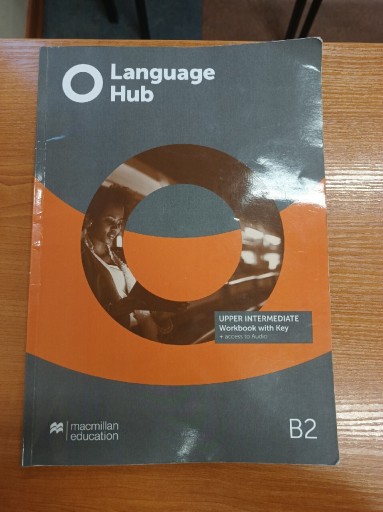 Language
Hub
UPPER INTERMEDIATE
Workbook with Key
+ access to Audio
macmillan
education
B2